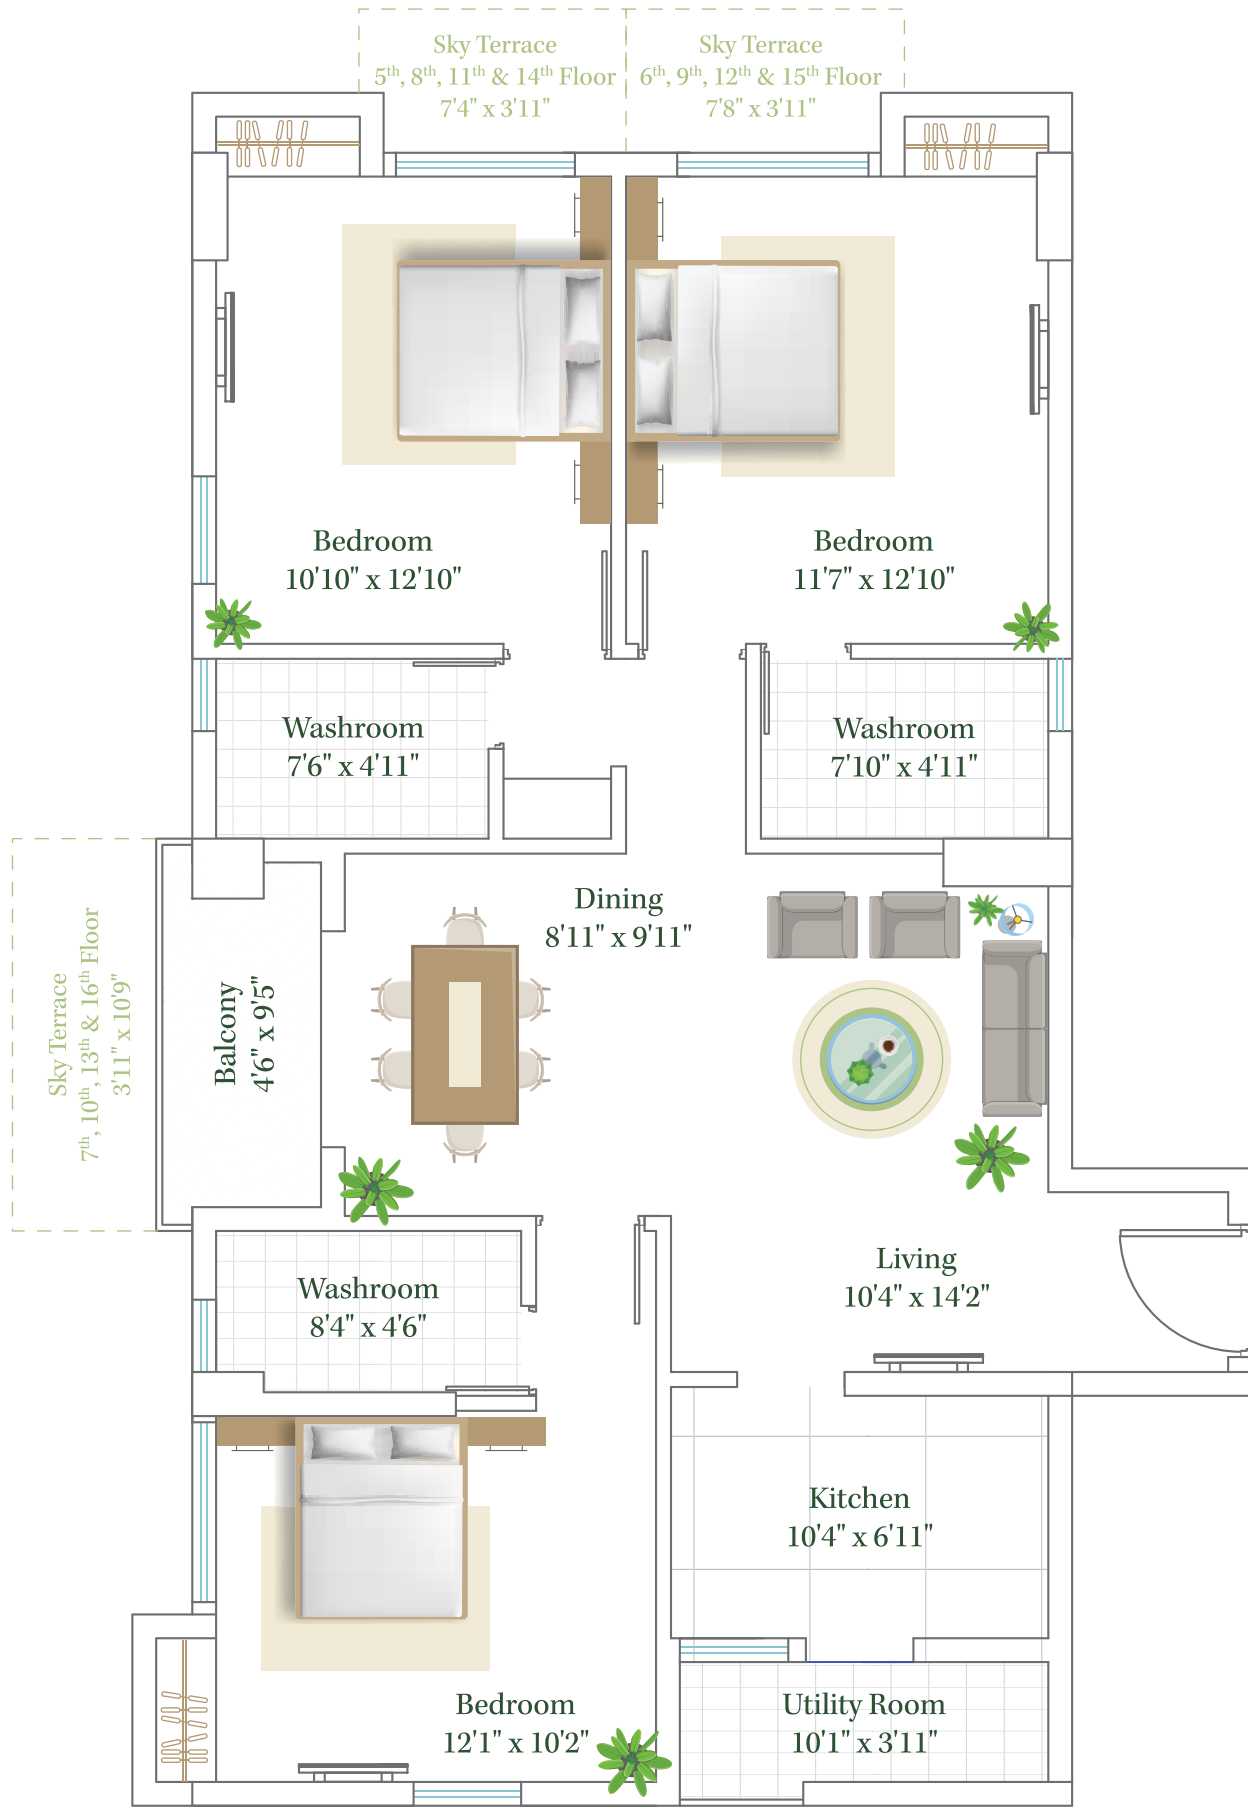 Sky Terrace
5th, 8th, 11th & 14th Floor
7'4" x 3'11"
Sky Terrace
6th, 9th, 12th & 15th Floor
7'8" x 3'11"
Bedroom
10'10" x 12'10"
Bedroom
11'7" x 12'10"
Washroom
7'6" x 4'11"
Washroom
7'10" x 4'11"
Dining
8'11" x 9'11"
Sky Terrace
7th, 10th, 13th & 16th Floor
3'11" x 10'9"
Balcony
4'6" x 9'5"
Living
10'4" x 14'2"
Washroom
8'4" x 4'6"
Kitchen
10'4" x 6'11"
Bedroom
12'1" x 10'2"
Utility Room
10'1" x 3'11"